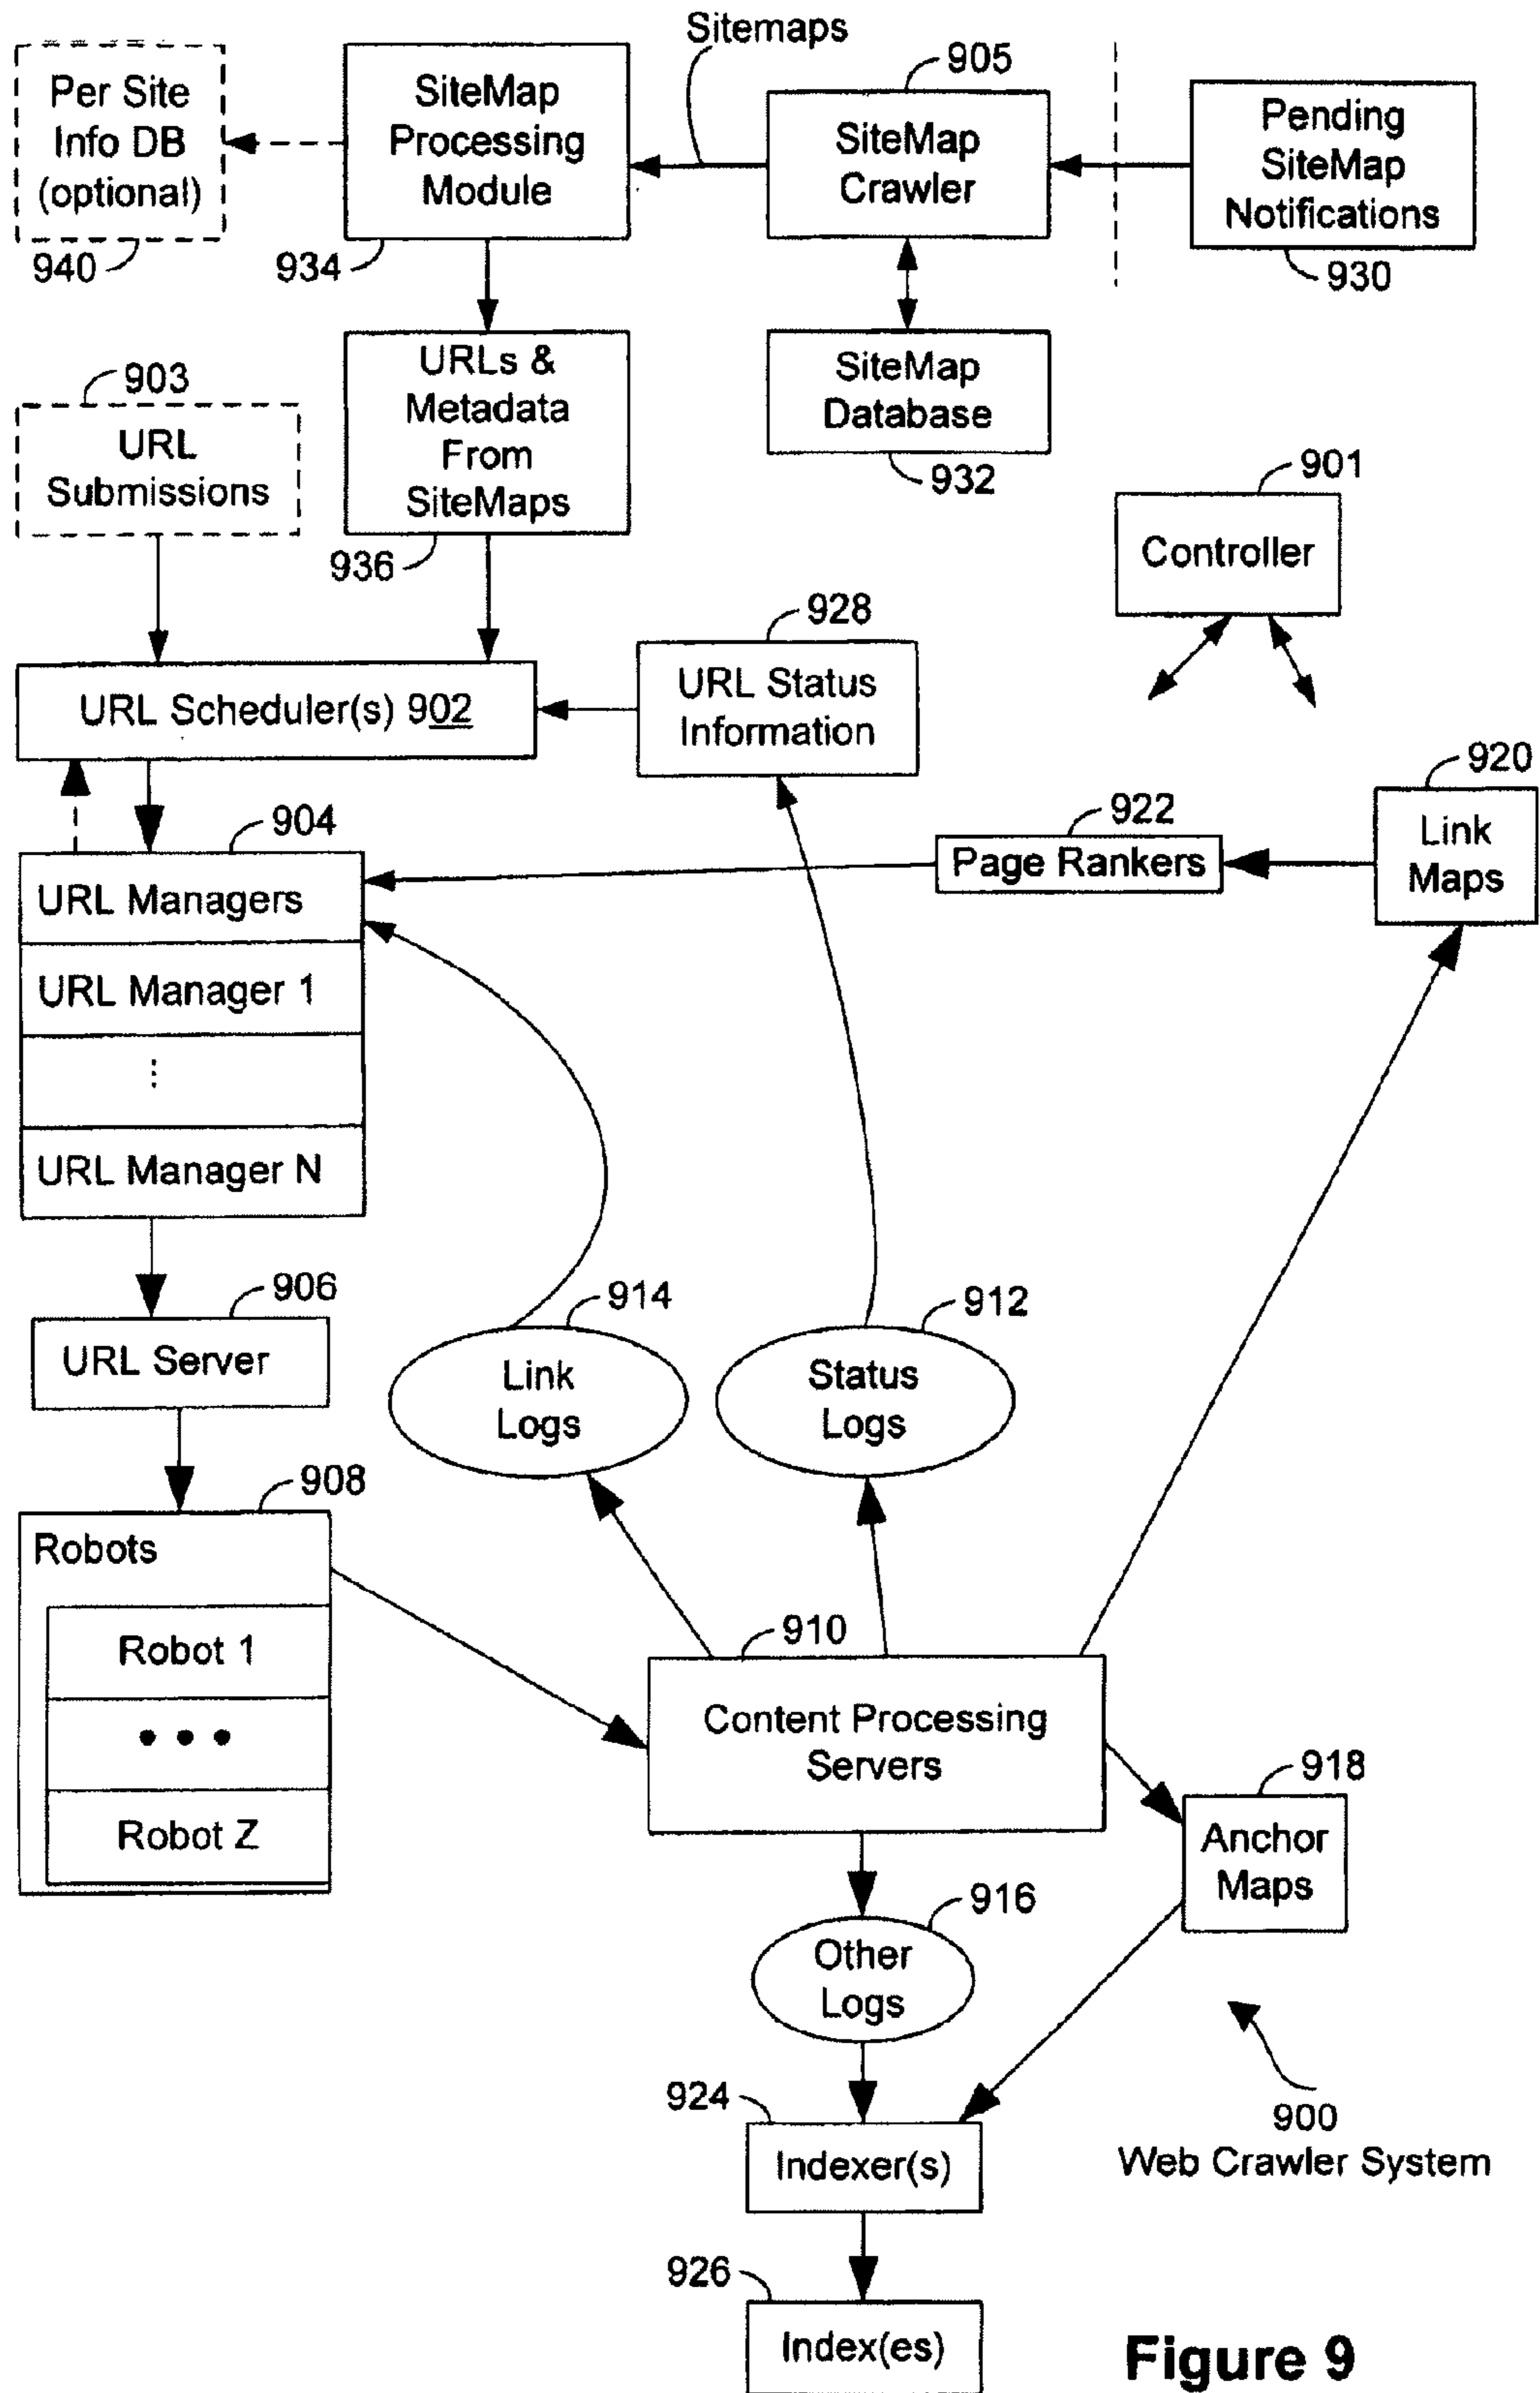 Sitemaps
905
Per Site
Info DB
(optional)
940
SiteMap
Processing
Module
934
SiteMap
Crawler
Pending
SiteMap
Notifications
930
903
URL
Submissions
URLs &
Metadata
From
SiteMaps
936
SiteMap
Database
932
901
Controller
928
URL Status
Information
URL Scheduler(s) 902
920
Link
Maps
922
Page Rankers
904
URL Managers
URL Manager 1
⋮
URL Manager N
906
URL Server
914
Link
Logs
912
Status
Logs
908
Robots
Robot 1
• • •
Robot Z
910
Content Processing
Servers
918
Anchor
Maps
916
Other
Logs
924
Indexer(s)
900
Web Crawler System
926
Index(es)
Figure 9